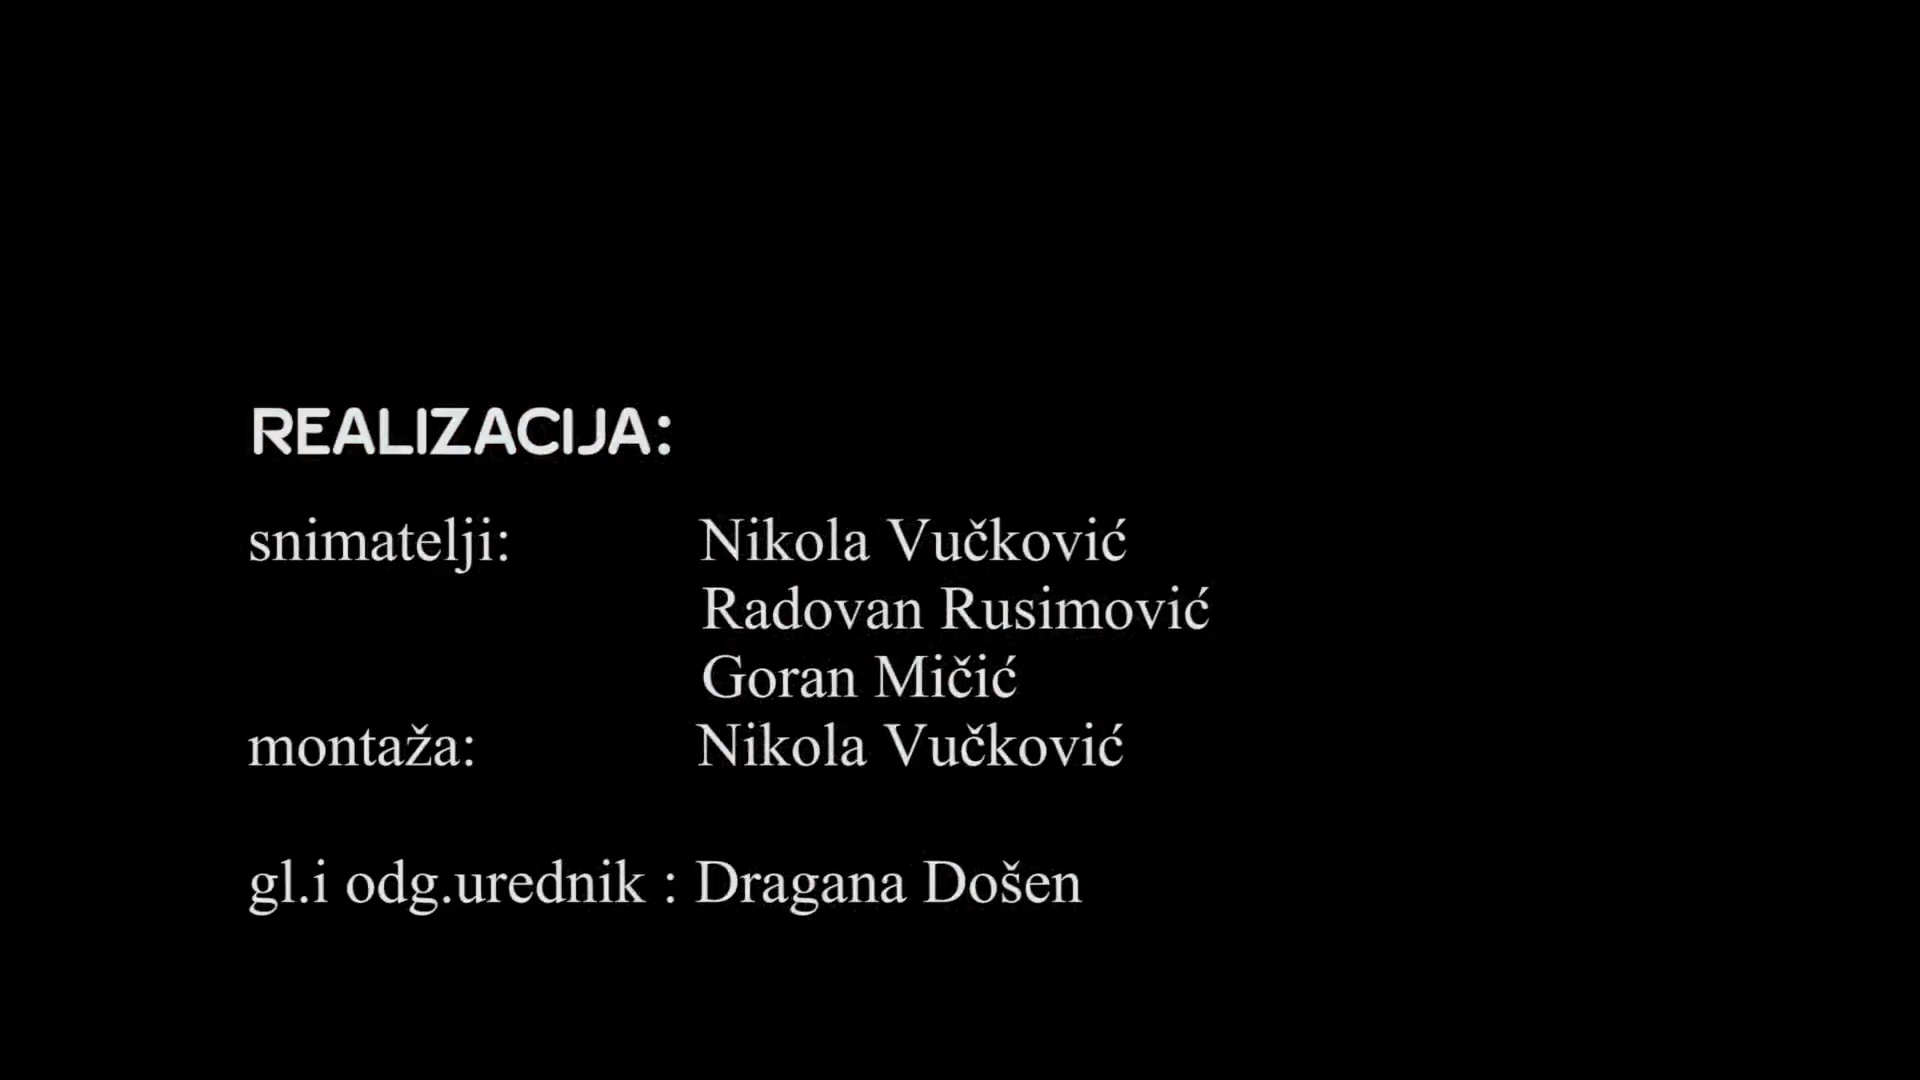 REALIZACIJA:
snimatelji: Nikola Vučković
Radovan Rusimović
Goran Mičić
montaža: Nikola Vučković
gl.i odg.urednik : Dragana Došen